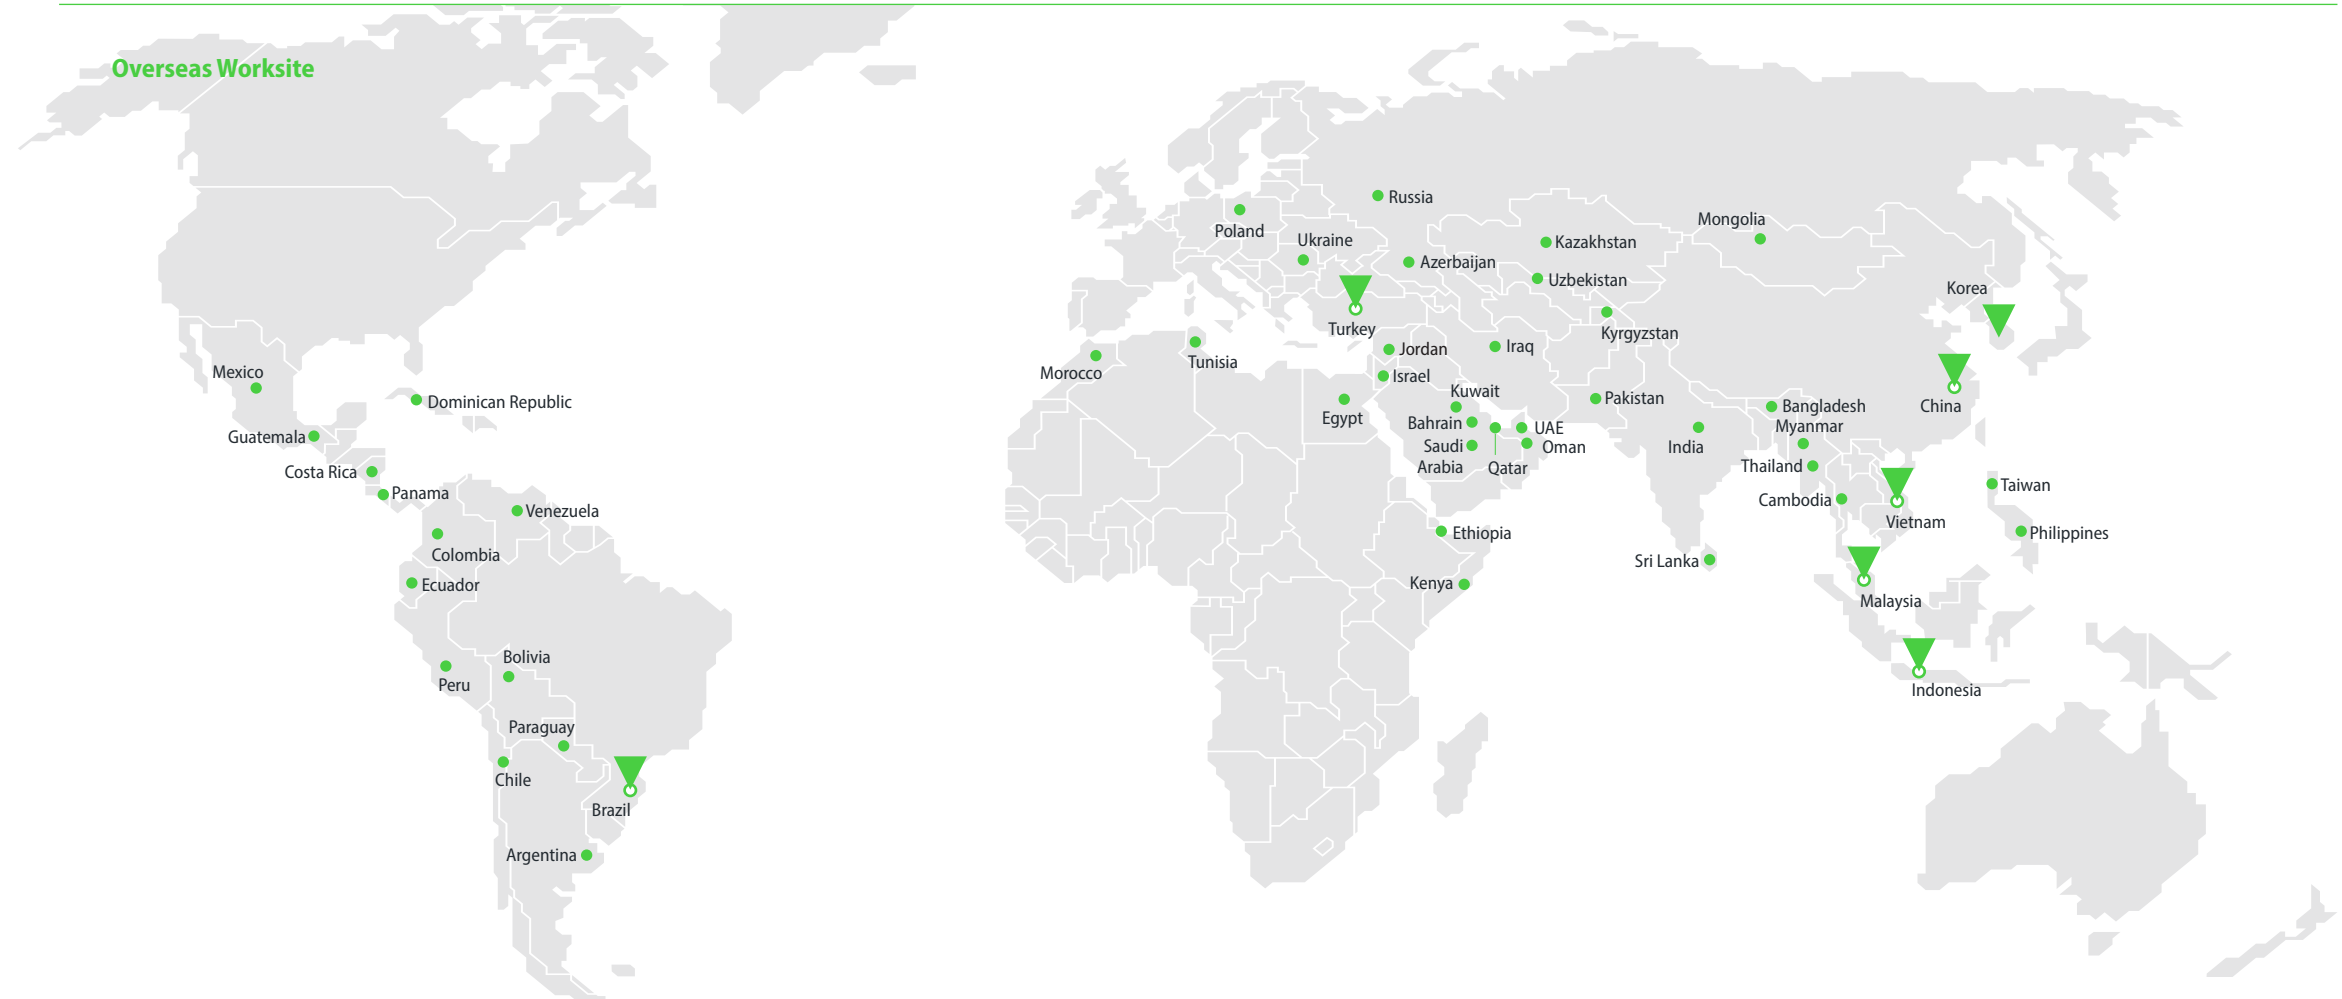 Overseas Worksite
Russia
Mongolia
Poland
Ukraine
Kazakhstan
Azerbaijan
Uzbekistan
Korea
Turkey
Kyrgyzstan
Jordan
Iraq
Tunisia
Morocco
Mexico
Israel
Kuwait
Pakistan
Dominican Republic
Egypt
Bahrain
UAE
Bangladesh
China
Guatemala
Saudi
Arabia
Qatar
Oman
India
Myanmar
Thailand
Costa Rica
Panama
Cambodia
Taiwan
Venezuela
Vietnam
Colombia
Ethiopia
Philippines
Sri Lanka
Ecuador
Kenya
Malaysia
Bolivia
Peru
Indonesia
Paraguay
Chile
Brazil
Argentina